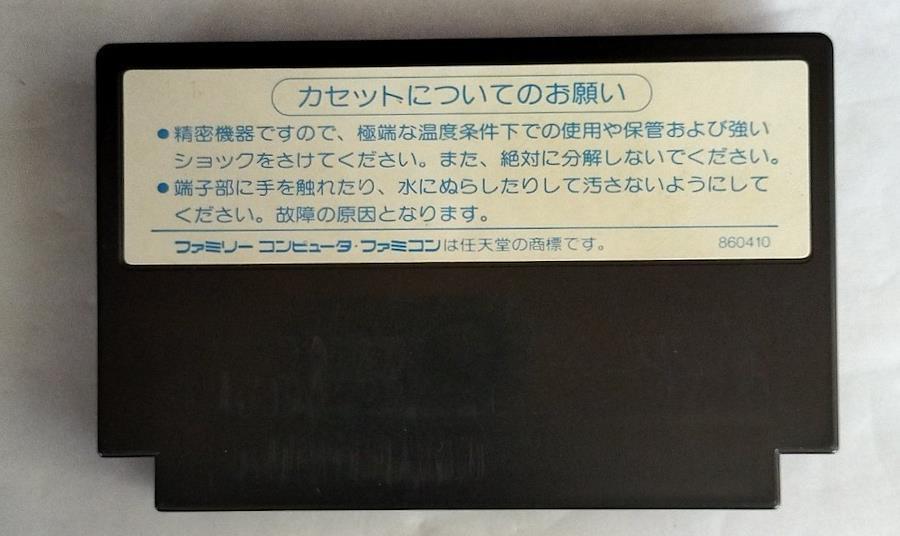 カセットについてのお願い
●精密機器ですので、極端な温度条件下での使用や保管および強い
ショックをさけてください。また、絶対に分解しないでください。
●端子部に手を触れたり、水にぬらしたりして汚さないようにして
ください。故障の原因となります。
ファミリー コンピュータ・ファミコンは任天堂の商標です。 860410